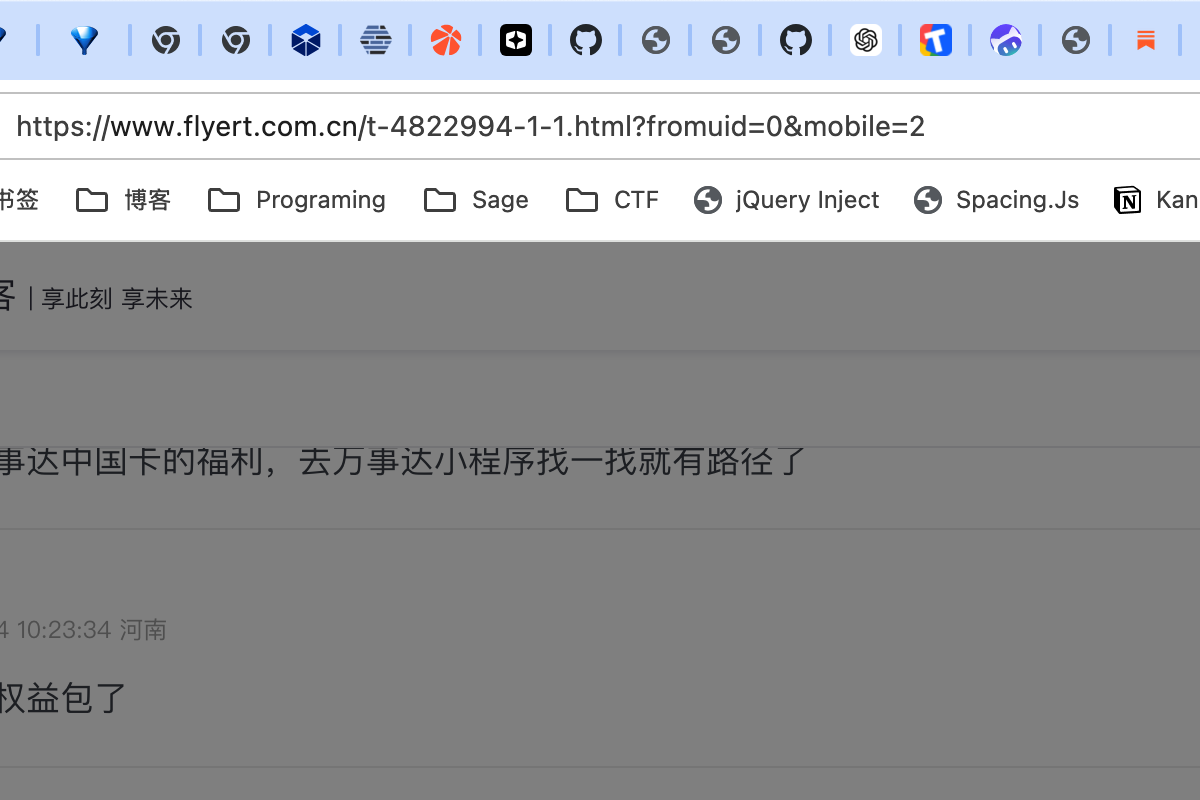 https://www.flyert.com.cn/t-4822994-1-1.html?fromuid=0&mobile=2
书签 博客 Programing Sage CTF jQuery Inject Spacing.Js Kan
客 | 享此刻 享未来
事达中国卡的福利，去万事达小程序找一找就有路径了
4 10:23:34 河南
权益包了